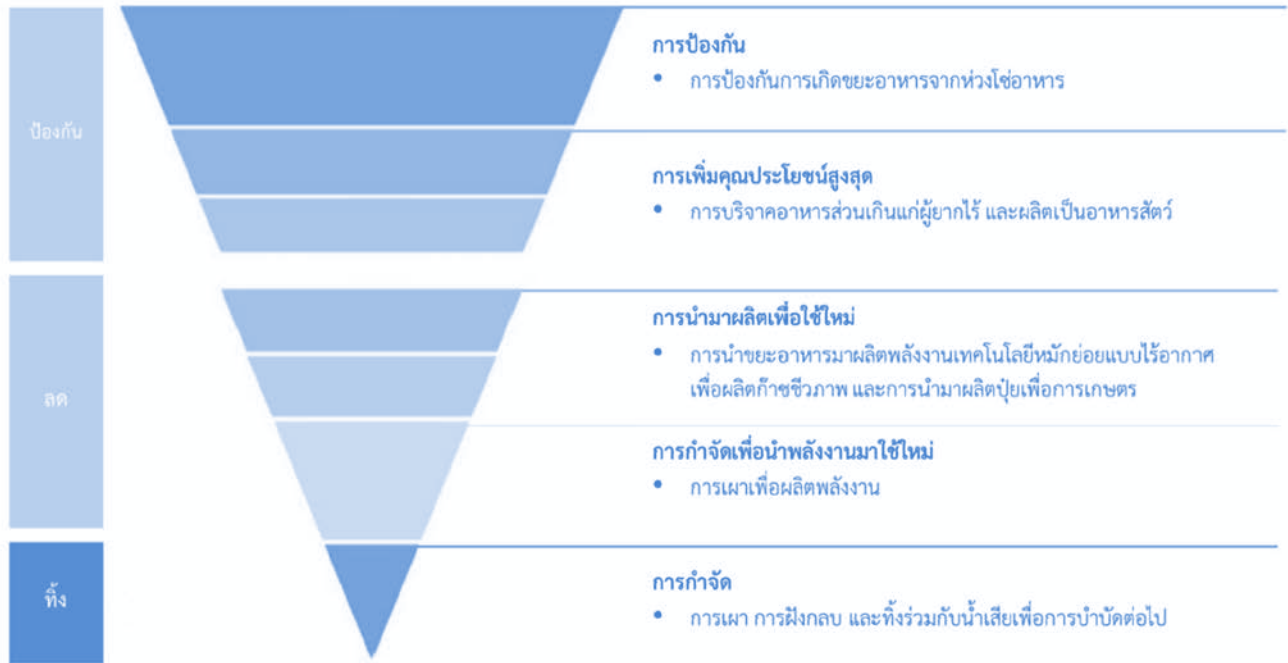 ป้องกัน
การป้องกัน
• การป้องกันการเกิดขยะอาหารจากห่วงโซ่อาหาร
การเพิ่มคุณประโยชน์สูงสุด
• การบริจาคอาหารส่วนเกินแก่ผู้ยากไร้ และผลิตเป็นอาหารสัตว์
ลด
การนำมาผลิตเพื่อใช้ใหม่
• การนำขยะอาหารมาผลิตพลังงานเทคโนโลยีหมักย่อยแบบไร้อากาศ
เพื่อผลิตก๊าซชีวภาพ และการนำมาผลิตปุ๋ยเพื่อการเกษตร
การกำจัดเพื่อนำพลังงานมาใช้ใหม่
• การเผาเพื่อผลิตพลังงาน
ทิ้ง
การกำจัด
• การเผา การฝังกลบ และทิ้งร่วมกับน้ำเสียเพื่อการบำบัดต่อไป